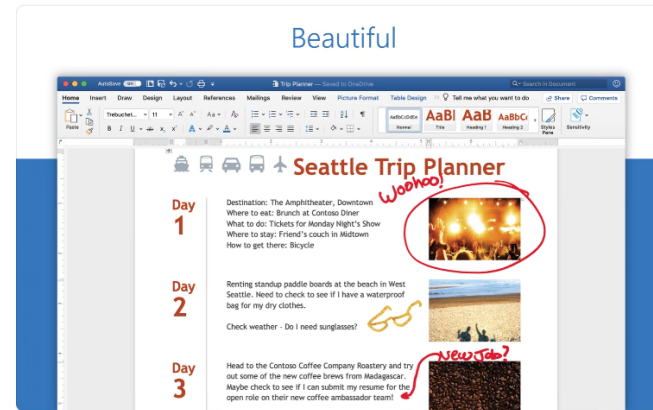 Beautiful
AutoSave
Trip Planner — Saved to OneDrive
Search in Document
Home Insert Draw Design Layout References Mailings Review View Picture Format Table Design Tell me what you want to do Share Comments
Paste
Trebuchet... 11
AaBbCcDdEe AaBl AaB AaBbCc
Normal Title Heading 1 Heading 2 Styles Pane Sensitivity
Seattle Trip Planner
Woohoo!
Day 1
Destination: The Amphitheater, Downtown
Where to eat: Brunch at Contoso Diner
What to do: Tickets for Monday Night's Show
Where to stay: Friend's couch in Midtown
How to get there: Bicycle
Day 2
Renting standup paddle boards at the beach in West
Seattle. Need to check to see if I have a waterproof
bag for my dry clothes.
Check weather - Do I need sunglasses?
New Job?
Day 3
Head to the Contoso Coffee Company Roastery and try
out some of the new coffee brews from Madagascar.
Maybe check to see if I can submit my resume for the
open role on their new coffee ambassador team!